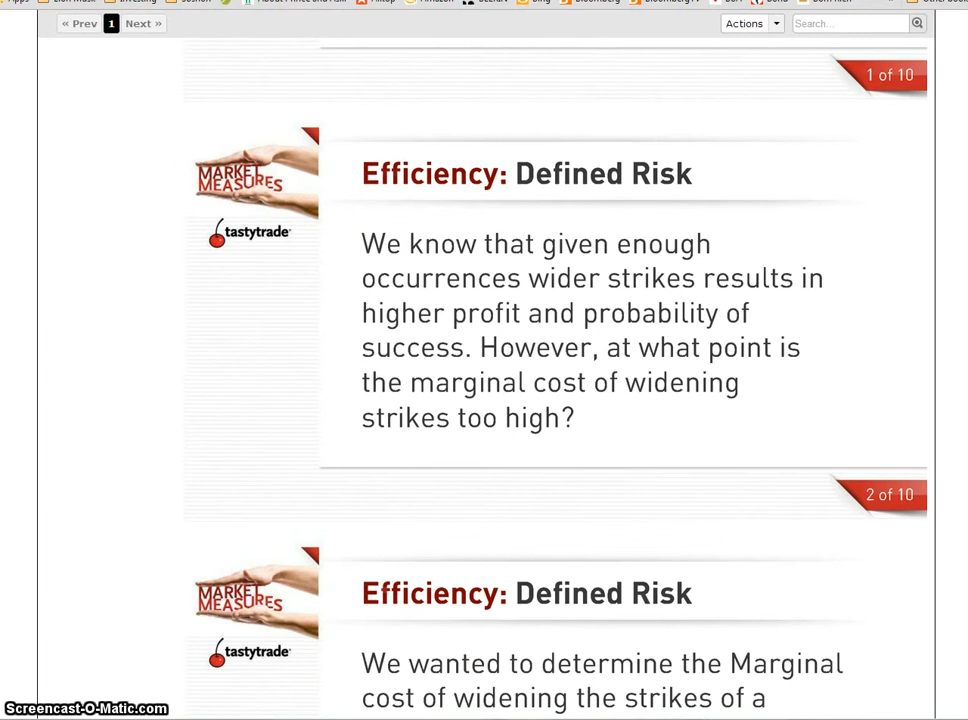 « Prev 1 Next » Actions Search...
1 of 10
MARKET
MEASURES
tastytrade
Efficiency: Defined Risk
We know that given enough
occurrences wider strikes results in
higher profit and probability of
success. However, at what point is
the marginal cost of widening
strikes too high?
2 of 10
MARKET
MEASURES
tastytrade
Efficiency: Defined Risk
We wanted to determine the Marginal
cost of widening the strikes of a
Screencast-O-Matic.com